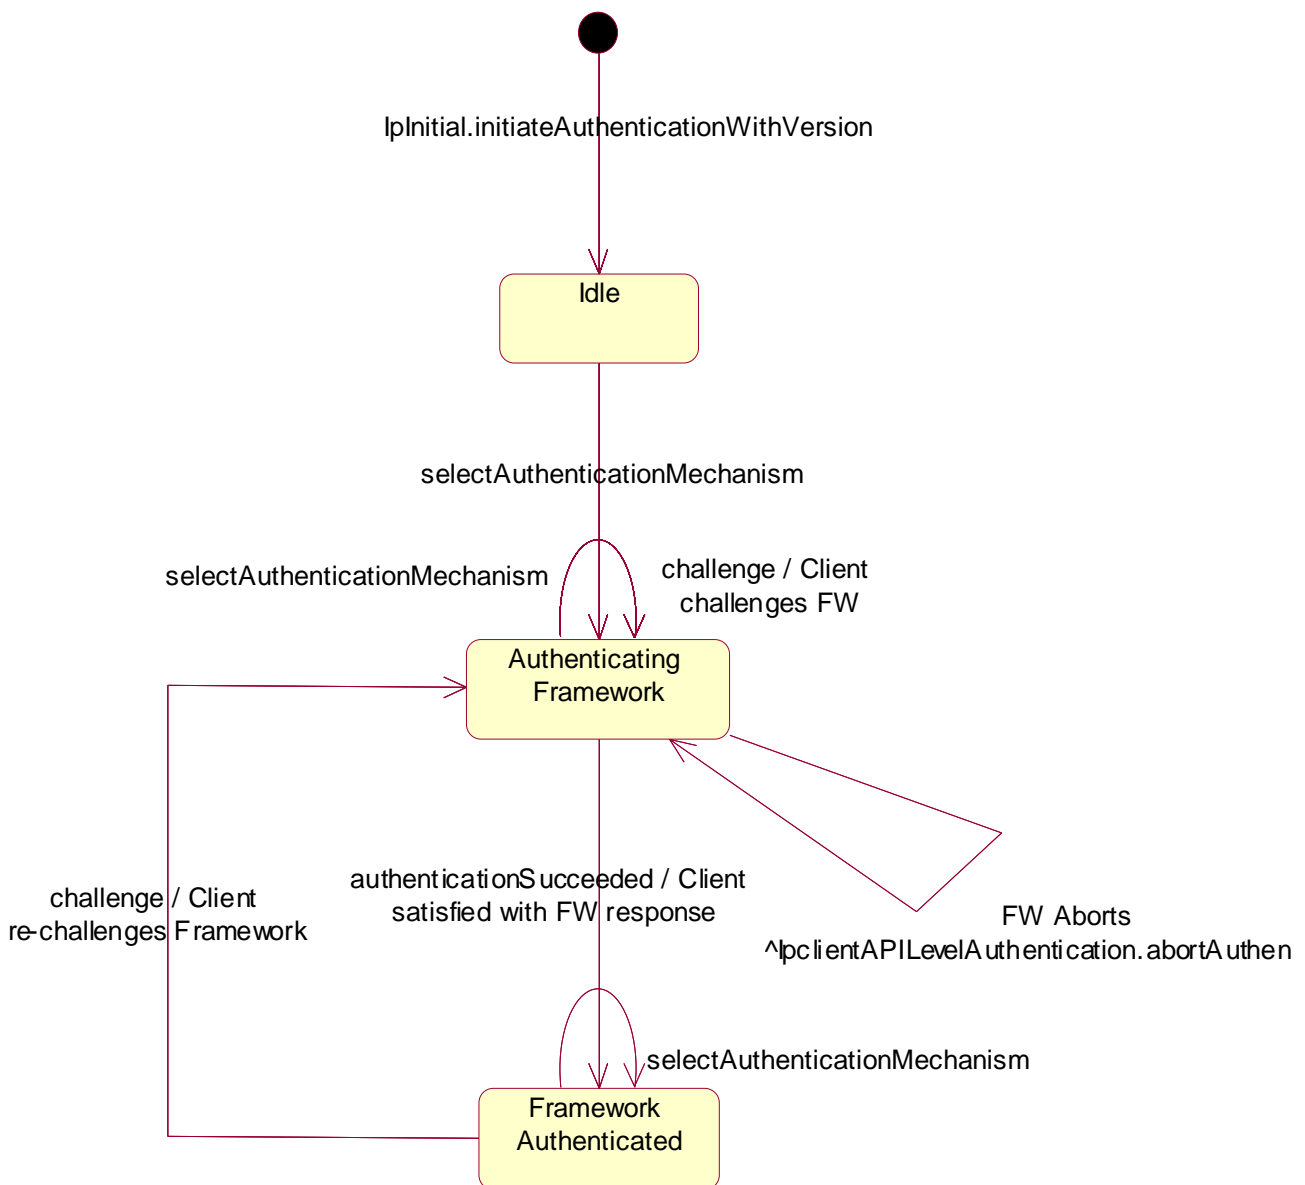 IpInitial.initiateAuthenticationWithVersion
Idle
selectAuthenticationMechanism
selectAuthenticationMechanism
challenge / Client
challenges FW
Authenticating
Framework
authenticationSucceeded / Client
satisfied with FW response
challenge / Client
re-challenges Framework
FW Aborts
^IpclientAPILevelAuthentication.abortAuthen
selectAuthenticationMechanism
Framework
Authenticated